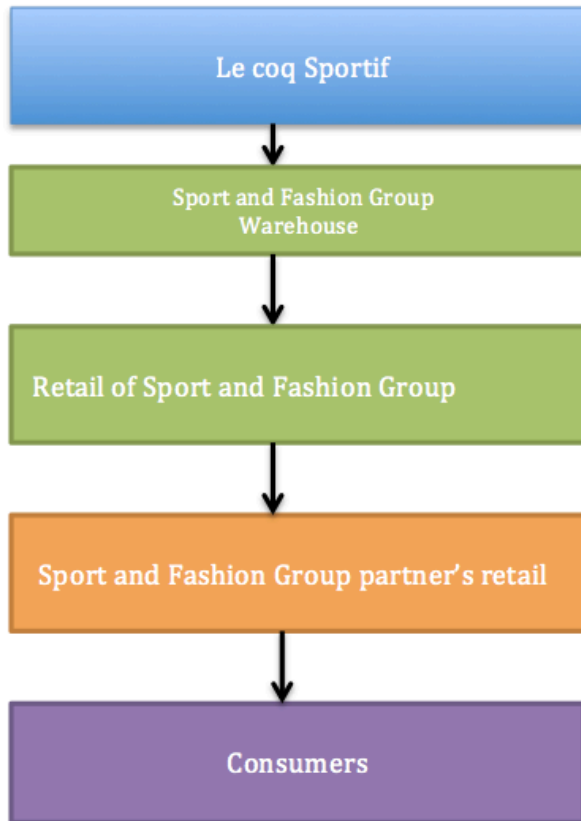 Le coq Sportif
Sport and Fashion Group
Warehouse
Retail of Sport and Fashion Group
Sport and Fashion Group partner’s retail
Consumers